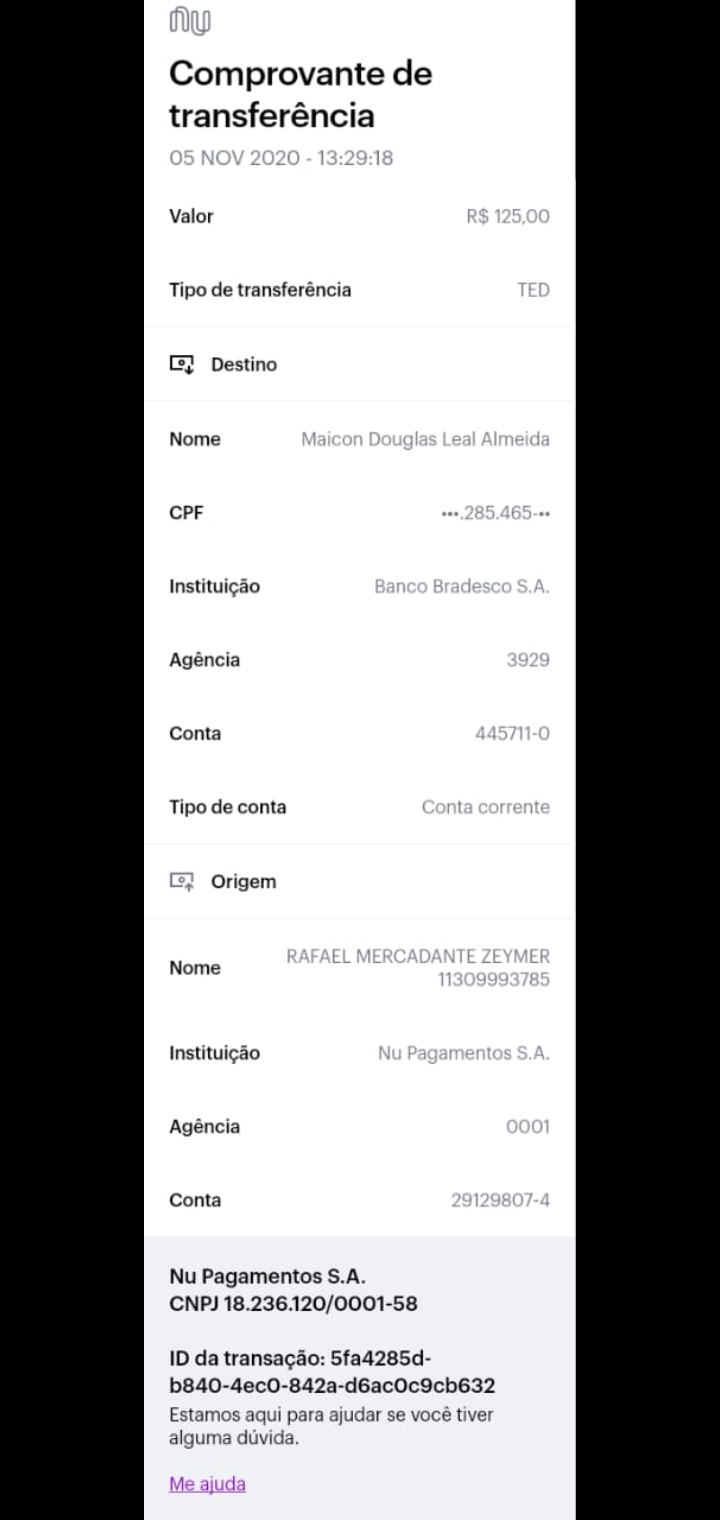 nu
Comprovante de
transferência
05 NOV 2020 - 13:29:18
Valor R$ 125,00
Tipo de transferência TED
Destino
Nome Maicon Douglas Leal Almeida
CPF •••.285.465-••
Instituição Banco Bradesco S.A.
Agência 3929
Conta 445711-0
Tipo de conta Conta corrente
Origem
Nome RAFAEL MERCADANTE ZEYMER
11309993785
Instituição Nu Pagamentos S.A.
Agência 0001
Conta 29129807-4
Nu Pagamentos S.A.
CNPJ 18.236.120/0001-58
ID da transação: 5fa4285d-
b840-4ec0-842a-d6ac0c9cb632
Estamos aqui para ajudar se você tiver
alguma dúvida.
Me ajuda